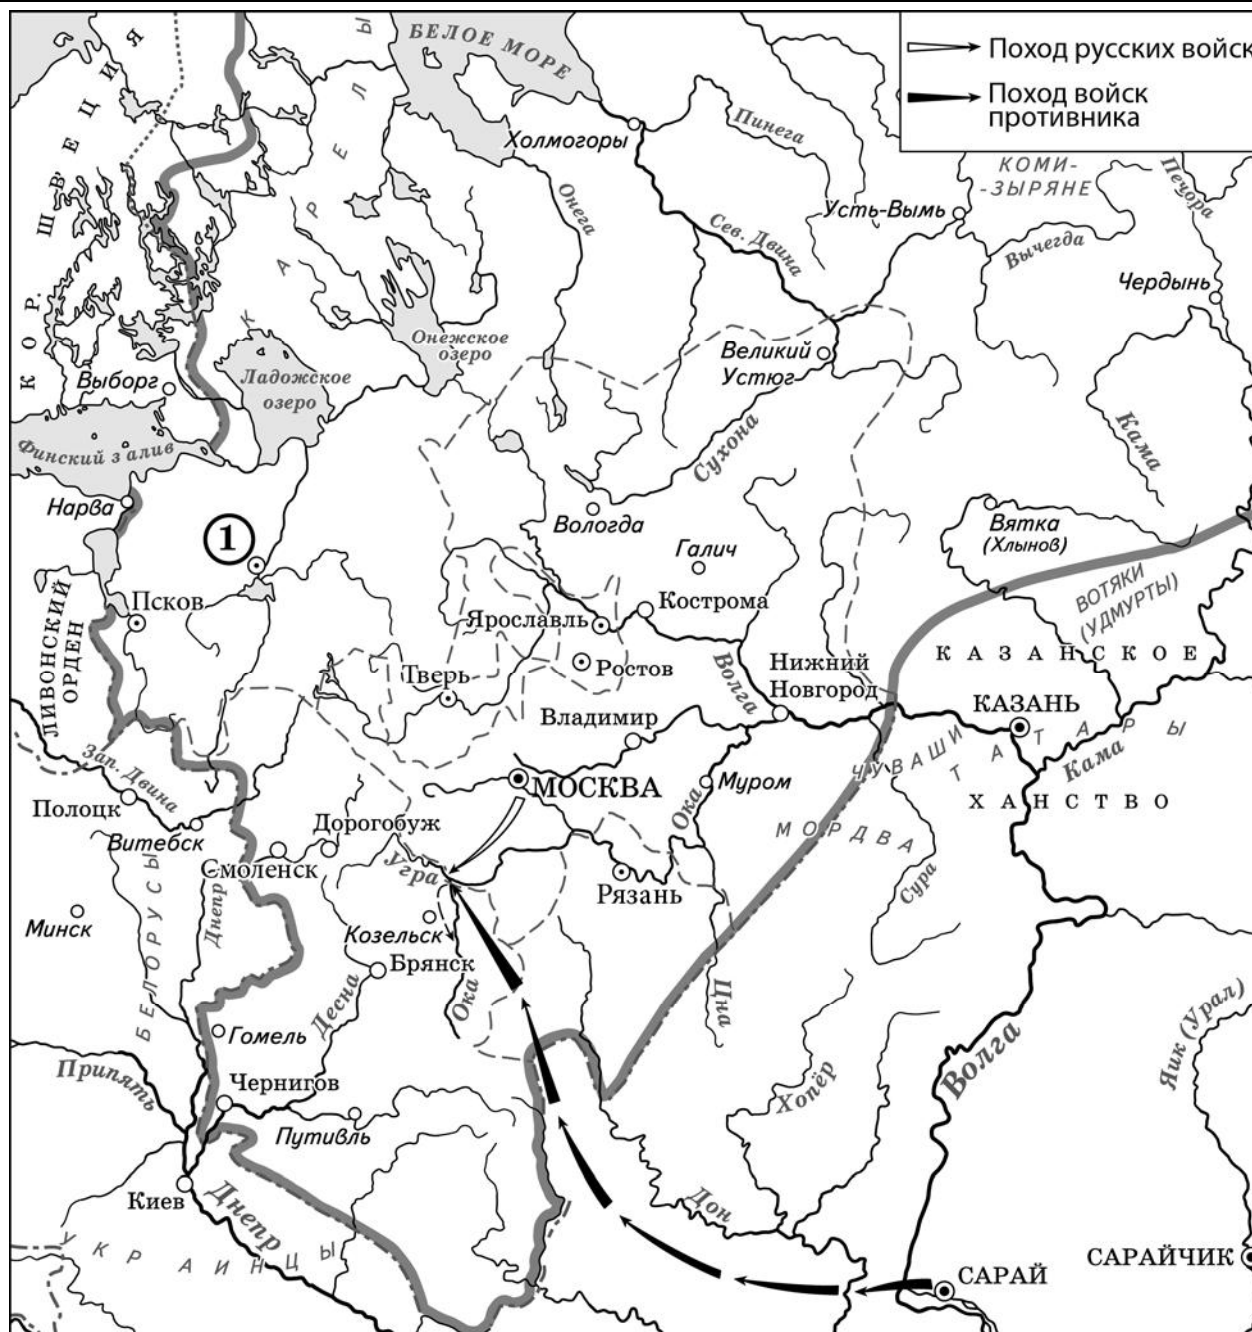 БЕЛОЕ МОРЕ
Поход русских войск
Поход войск
противника
КОР. ШВЕЦИЯ
КАРЕЛЫ
Холмогоры
Пинега
КОМИ-
-ЗЫРЯНЕ
Печора
Онега
Усть-Вымь
Сев. Двина
Вычегда
Чердынь
Онежское
озеро
Великий
Устюг
Выборг
Ладожское
озеро
Кама
Сухона
Финский залив
Нарва
Вологда
Вятка
(Хлынов)
1
Галич
ВОТЯКИ
(УДМУРТЫ)
Псков
Кострома
Ярославль
ЛИВОНСКИЙ
ОРДЕН
Ростов
КАЗАНСКОЕ
Тверь
Волга
Нижний
Новгород
КАЗАНЬ
Владимир
ЧУВАШИ
ТАТАРЫ
Зап. Двина
Кама
МОСКВА
Муром
Ока
ХАНСТВО
Полоцк
Дорогобуж
МОРДВА
Витебск
Смоленск
Угра
Рязань
Сура
БЕЛОРУСЫ
Днепр
Минск
Козельск
Брянск
Десна
Ока
Цна
Гомель
Волга
Яик (Урал)
Припять
Чернигов
Хопёр
Путивль
Киев
Днепр
Дон
УКРАИНЦЫ
САРАЙЧИК
САРАЙ